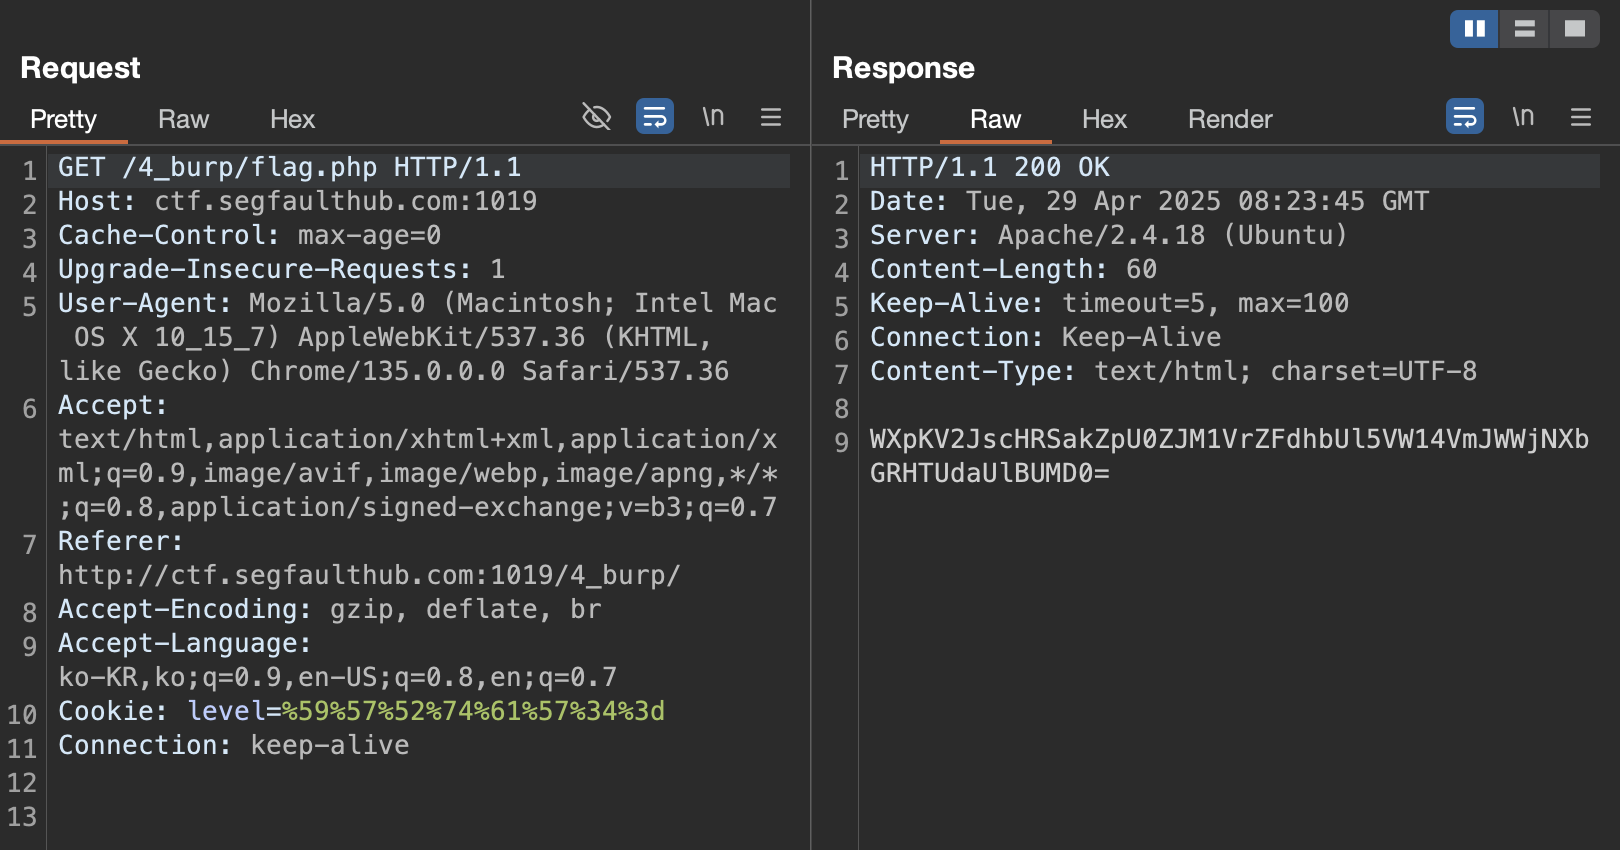 Request
Pretty Raw Hex \n
1 GET /4_burp/flag.php HTTP/1.1
2 Host: ctf.segfaulthub.com:1019
3 Cache-Control: max-age=0
4 Upgrade-Insecure-Requests: 1
5 User-Agent: Mozilla/5.0 (Macintosh; Intel Mac
OS X 10_15_7) AppleWebKit/537.36 (KHTML,
like Gecko) Chrome/135.0.0.0 Safari/537.36
6 Accept:
text/html,application/xhtml+xml,application/x
ml;q=0.9,image/avif,image/webp,image/apng,*/*
;q=0.8,application/signed-exchange;v=b3;q=0.7
7 Referer:
http://ctf.segfaulthub.com:1019/4_burp/
8 Accept-Encoding: gzip, deflate, br
9 Accept-Language:
ko-KR,ko;q=0.9,en-US;q=0.8,en;q=0.7
10 Cookie: level=%59%57%52%74%61%57%34%3d
11 Connection: keep-alive
12
13
Response
Pretty Raw Hex Render \n
1 HTTP/1.1 200 OK
2 Date: Tue, 29 Apr 2025 08:23:45 GMT
3 Server: Apache/2.4.18 (Ubuntu)
4 Content-Length: 60
5 Keep-Alive: timeout=5, max=100
6 Connection: Keep-Alive
7 Content-Type: text/html; charset=UTF-8
8
9 WXpKV2JscHRSakZpU0ZJM1VrZFdhbUl5VW14VmJWWjNXb
GRHTUdaUlBUMD0=